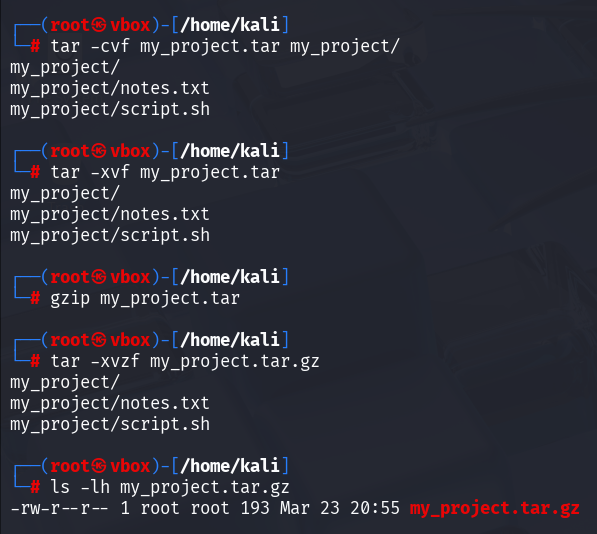 ┌──(root㉿vbox)-[/home/kali]
└─# tar -cvf my_project.tar my_project/
my_project/
my_project/notes.txt
my_project/script.sh
┌──(root㉿vbox)-[/home/kali]
└─# tar -xvf my_project.tar
my_project/
my_project/notes.txt
my_project/script.sh
┌──(root㉿vbox)-[/home/kali]
└─# gzip my_project.tar
┌──(root㉿vbox)-[/home/kali]
└─# tar -xvzf my_project.tar.gz
my_project/
my_project/notes.txt
my_project/script.sh
┌──(root㉿vbox)-[/home/kali]
└─# ls -lh my_project.tar.gz
-rw-r--r-- 1 root root 193 Mar 23 20:55 my_project.tar.gz